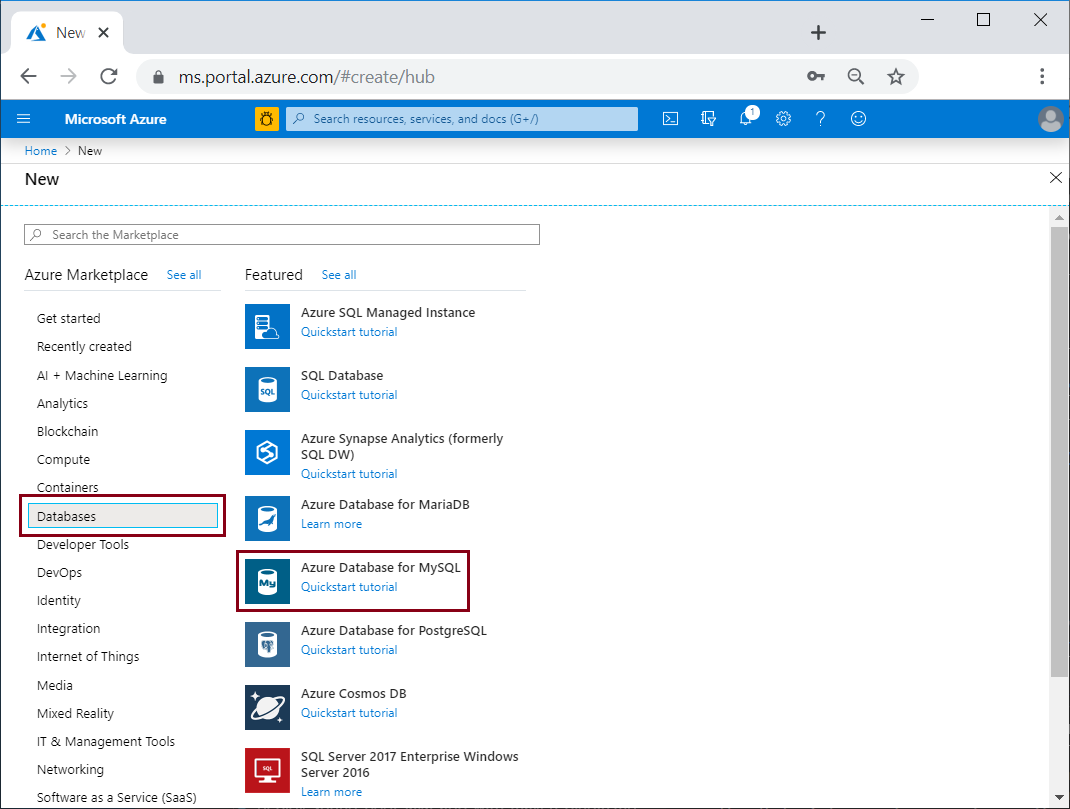 New
ms.portal.azure.com/#create/hub
Microsoft Azure
Search resources, services, and docs (G+/)
1
Home > New
New
Search the Marketplace
Azure Marketplace See all
Get started
Recently created
AI + Machine Learning
Analytics
Blockchain
Compute
Containers
Databases
Developer Tools
DevOps
Identity
Integration
Internet of Things
Media
Mixed Reality
IT & Management Tools
Networking
Software as a Service (SaaS)
Featured See all
Azure SQL Managed Instance
Quickstart tutorial
SQL
SQL Database
Quickstart tutorial
Azure Synapse Analytics (formerly
SQL DW)
Quickstart tutorial
Azure Database for MariaDB
Learn more
My
Azure Database for MySQL
Quickstart tutorial
Azure Database for PostgreSQL
Quickstart tutorial
Azure Cosmos DB
Quickstart tutorial
SQL
SQL Server 2017 Enterprise Windows
Server 2016
Learn more